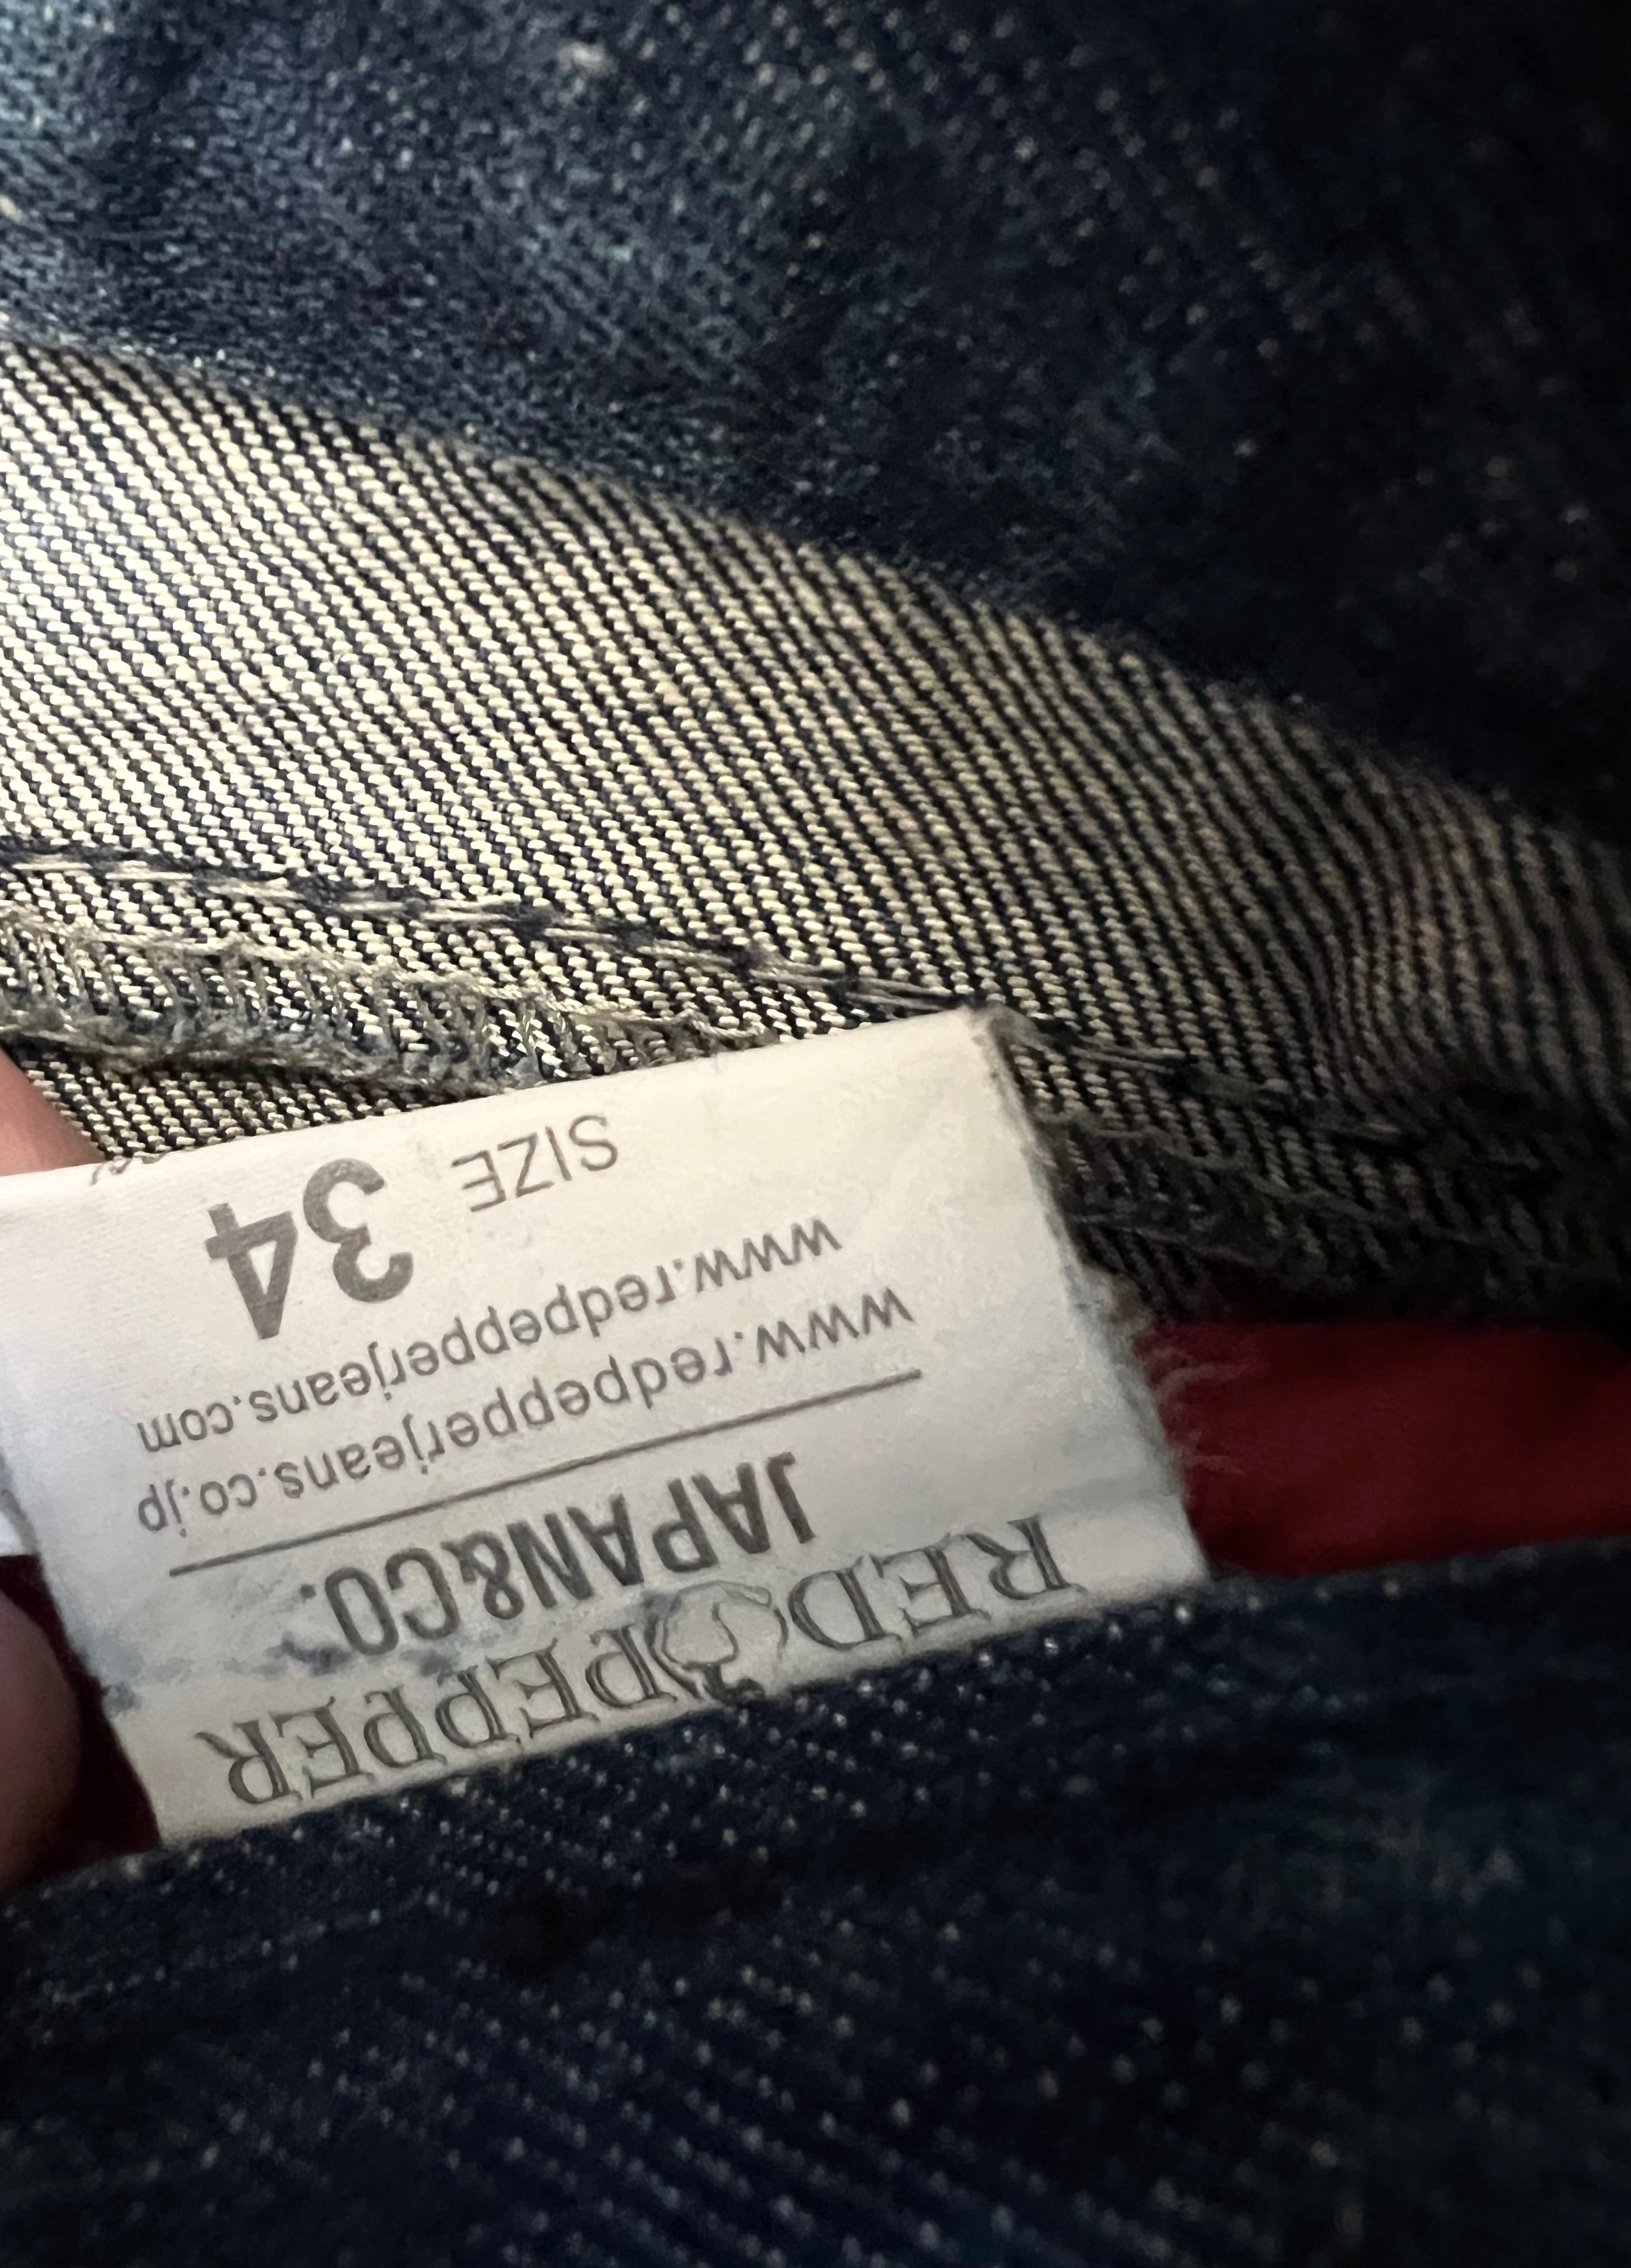 RED PEPPER
JAPAN&CO.
www.redpepperjeans.co.jp
www.redpepperjeans.com
SIZE 34